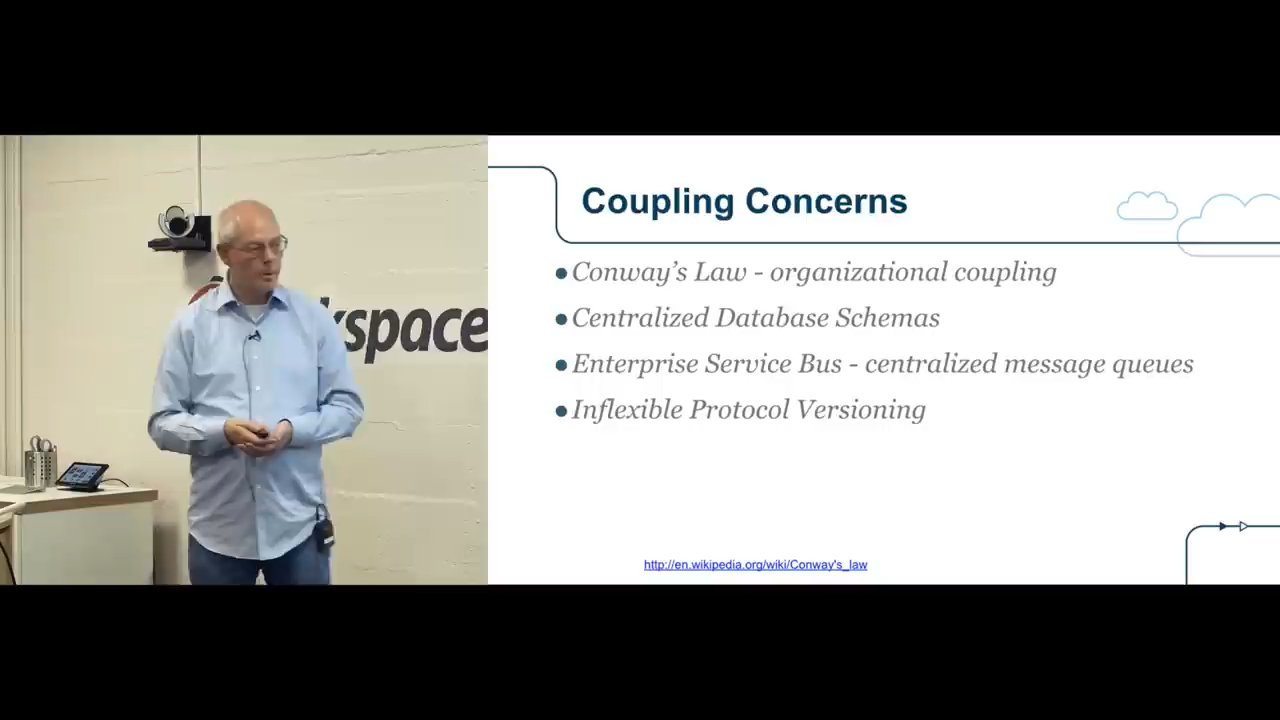 kspace
Coupling Concerns
Conway's Law - organizational coupling
Centralized Database Schemas
Enterprise Service Bus - centralized message queues
Inflexible Protocol Versioning
http://en.wikipedia.org/wiki/Conway's_law